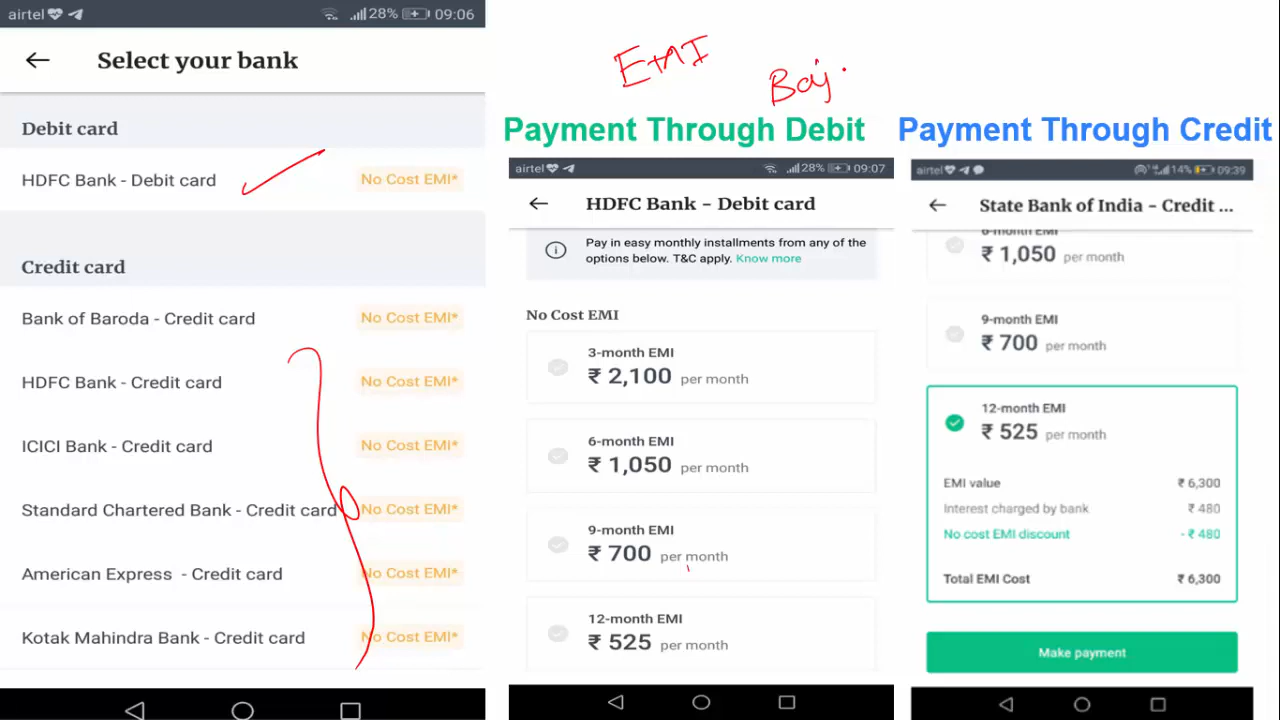 airtel 28% 09:06
Select your bank
Debit card
HDFC Bank - Debit card No Cost EMI*
Credit card
Bank of Baroda - Credit card No Cost EMI*
HDFC Bank - Credit card No Cost EMI*
ICICI Bank - Credit card No Cost EMI*
Standard Chartered Bank - Credit card No Cost EMI*
American Express - Credit card No Cost EMI*
Kotak Mahindra Bank - Credit card No Cost EMI*
EMI
Baj
Payment Through Debit
airtel 28% 09:07
HDFC Bank - Debit card
Pay in easy monthly installments from any of the
options below. T&C apply. Know more
No Cost EMI
3-month EMI
₹ 2,100 per month
6-month EMI
₹ 1,050 per month
9-month EMI
₹ 700 per month
12-month EMI
₹ 525 per month
Payment Through Credit
airtel 14% 09:39
State Bank of India - Credit ...
6-month EMI
₹ 1,050 per month
9-month EMI
₹ 700 per month
12-month EMI
₹ 525 per month
EMI value ₹ 6,300
Interest charged by bank ₹ 480
No cost EMI discount - ₹ 480
Total EMI Cost ₹ 6,300
Make payment